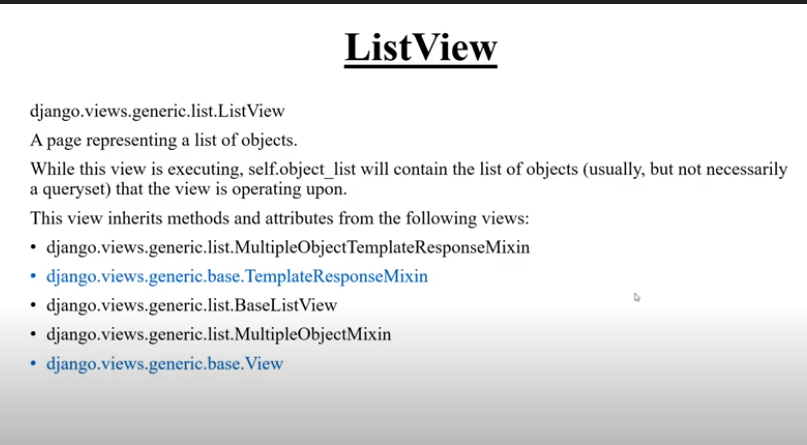 ListView
django.views.generic.list.ListView
A page representing a list of objects.
While this view is executing, self.object_list will contain the list of objects (usually, but not necessarily
a queryset) that the view is operating upon.
This view inherits methods and attributes from the following views:
• django.views.generic.list.MultipleObjectTemplateResponseMixin
• django.views.generic.base.TemplateResponseMixin
• django.views.generic.list.BaseListView
• django.views.generic.list.MultipleObjectMixin
• django.views.generic.base.View